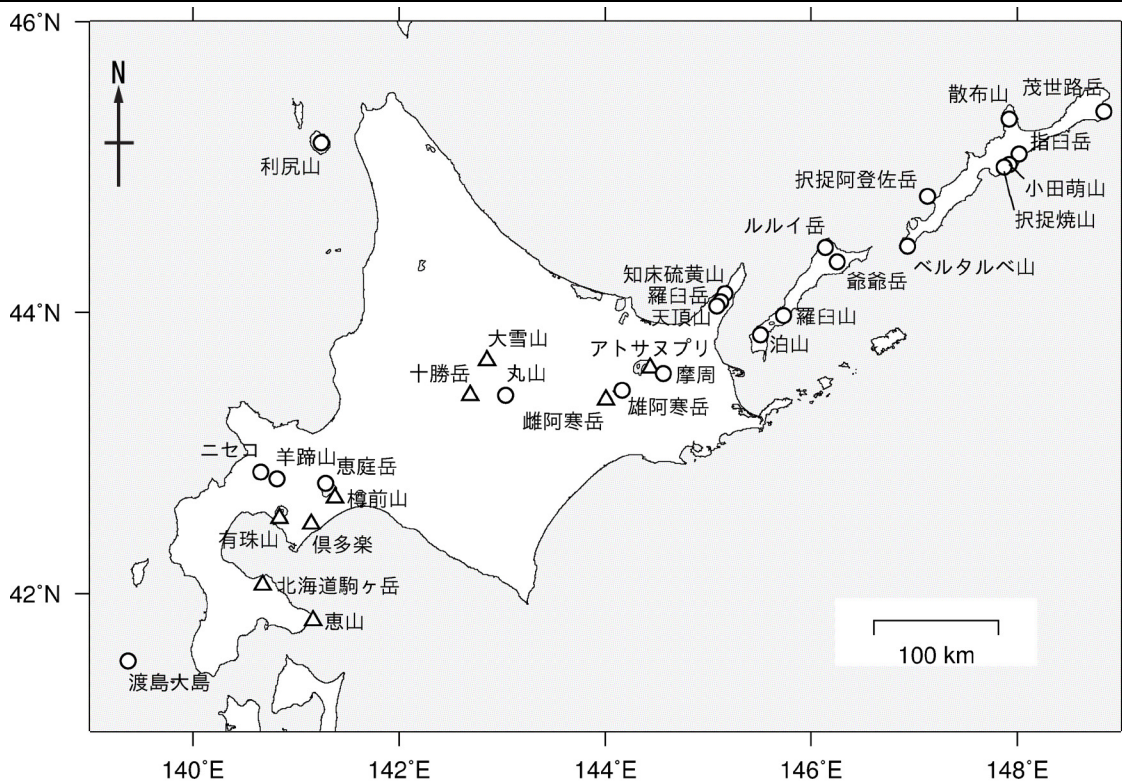 46°N
N
散布山
茂世路岳
利尻山
指臼岳
小田萌山
択捉焼山
択捉阿登佐岳
ルルイ岳
ベルタルベ山
爺爺岳
知床硫黄山
羅臼岳
天頂山
44°N
羅臼山
泊山
大雪山
十勝岳
丸山
アトサヌプリ
摩周
雌阿寒岳
雄阿寒岳
ニセコ
羊蹄山
恵庭岳
樽前山
有珠山
倶多楽
42°N
北海道駒ヶ岳
恵山
渡島大島
100 km
140°E
142°E
144°E
146°E
148°E